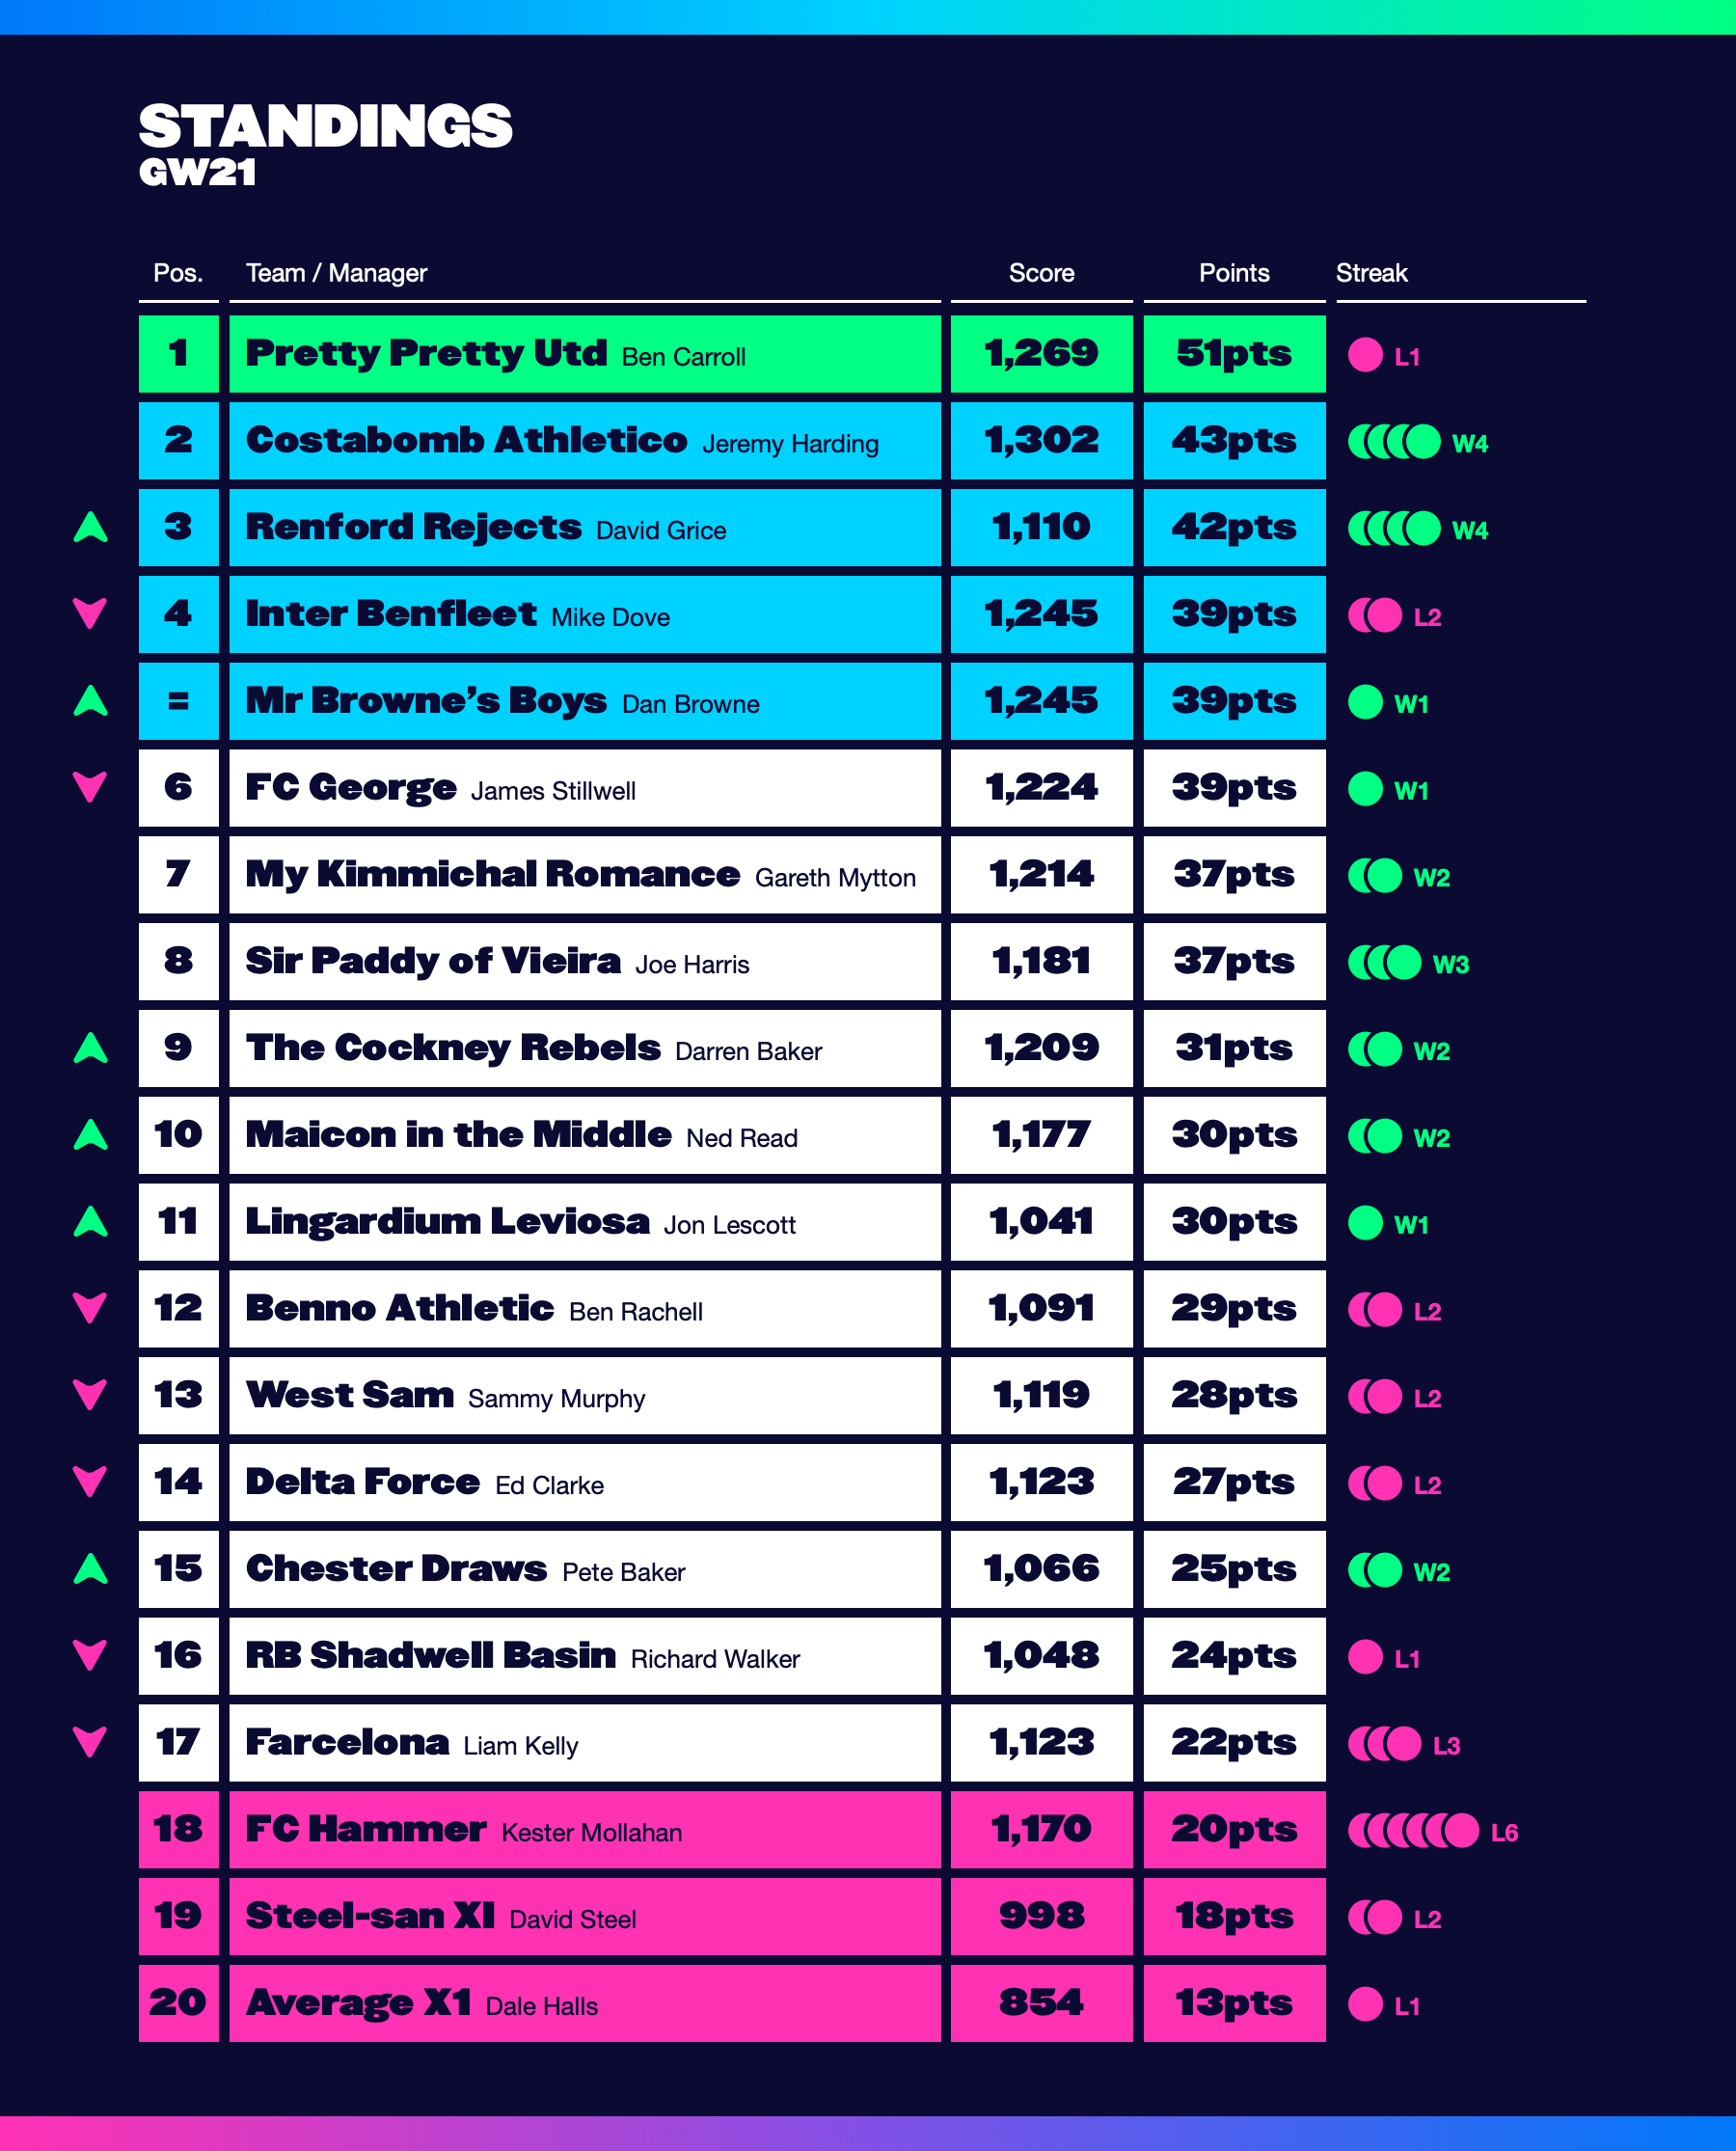 STANDINGS
GW21
Pos. Team / Manager Score Points Streak
1 Pretty Pretty Utd Ben Carroll 1,269 51pts L1
2 Costabomb Athletico Jeremy Harding 1,302 43pts W4
3 Renford Rejects David Grice 1,110 42pts W4
4 Inter Benfleet Mike Dove 1,245 39pts L2
= Mr Browne’s Boys Dan Browne 1,245 39pts W1
6 FC George James Stillwell 1,224 39pts W1
7 My Kimmichal Romance Gareth Mytton 1,214 37pts W2
8 Sir Paddy of Vieira Joe Harris 1,181 37pts W3
9 The Cockney Rebels Darren Baker 1,209 31pts W2
10 Maicon in the Middle Ned Read 1,177 30pts W2
11 Lingardium Leviosa Jon Lescott 1,041 30pts W1
12 Benno Athletic Ben Rachell 1,091 29pts L2
13 West Sam Sammy Murphy 1,119 28pts L2
14 Delta Force Ed Clarke 1,123 27pts L2
15 Chester Draws Pete Baker 1,066 25pts W2
16 RB Shadwell Basin Richard Walker 1,048 24pts L1
17 Farcelona Liam Kelly 1,123 22pts L3
18 FC Hammer Kester Mollahan 1,170 20pts L6
19 Steel-san XI David Steel 998 18pts L2
20 Average X1 Dale Halls 854 13pts L1